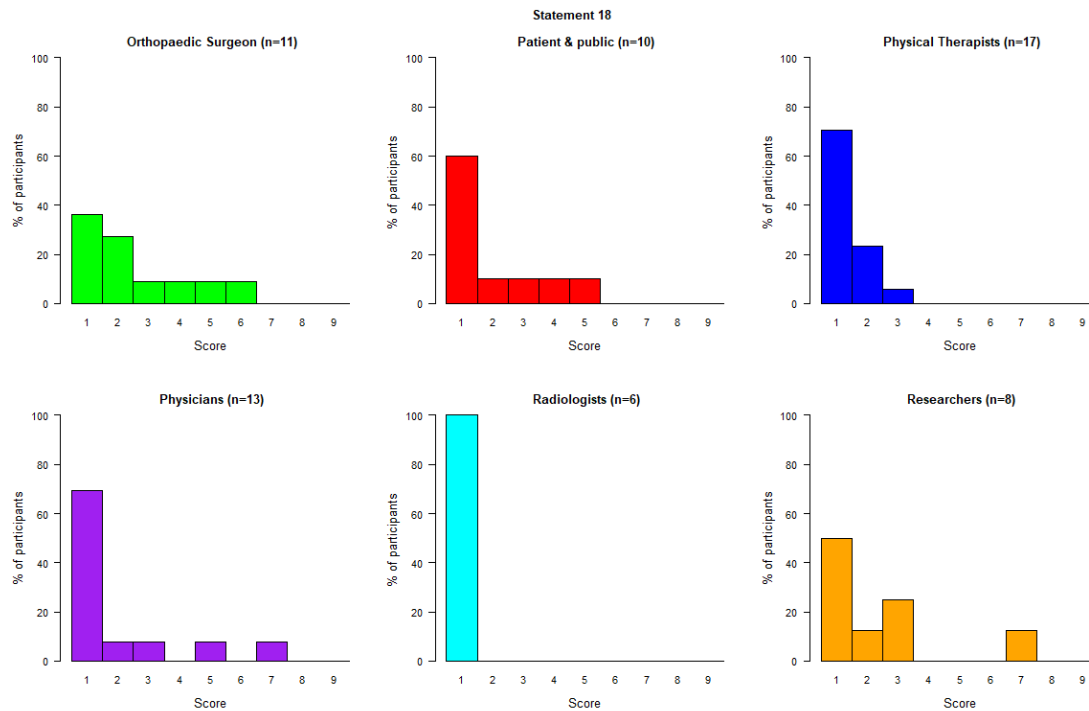 Statement 18
Orthopaedic Surgeon (n=11)
100
80
60
40
20
0
% of participants
1 2 3 4 5 6 7 8 9
Score
Patient & public (n=10)
100
80
60
40
20
0
% of participants
1 2 3 4 5 6 7 8 9
Score
Physical Therapists (n=17)
100
80
60
40
20
0
% of participants
1 2 3 4 5 6 7 8 9
Score
Physicians (n=13)
100
80
60
40
20
0
% of participants
1 2 3 4 5 6 7 8 9
Score
Radiologists (n=6)
100
80
60
40
20
0
% of participants
1 2 3 4 5 6 7 8 9
Score
Researchers (n=8)
100
80
60
40
20
0
% of participants
1 2 3 4 5 6 7 8 9
Score